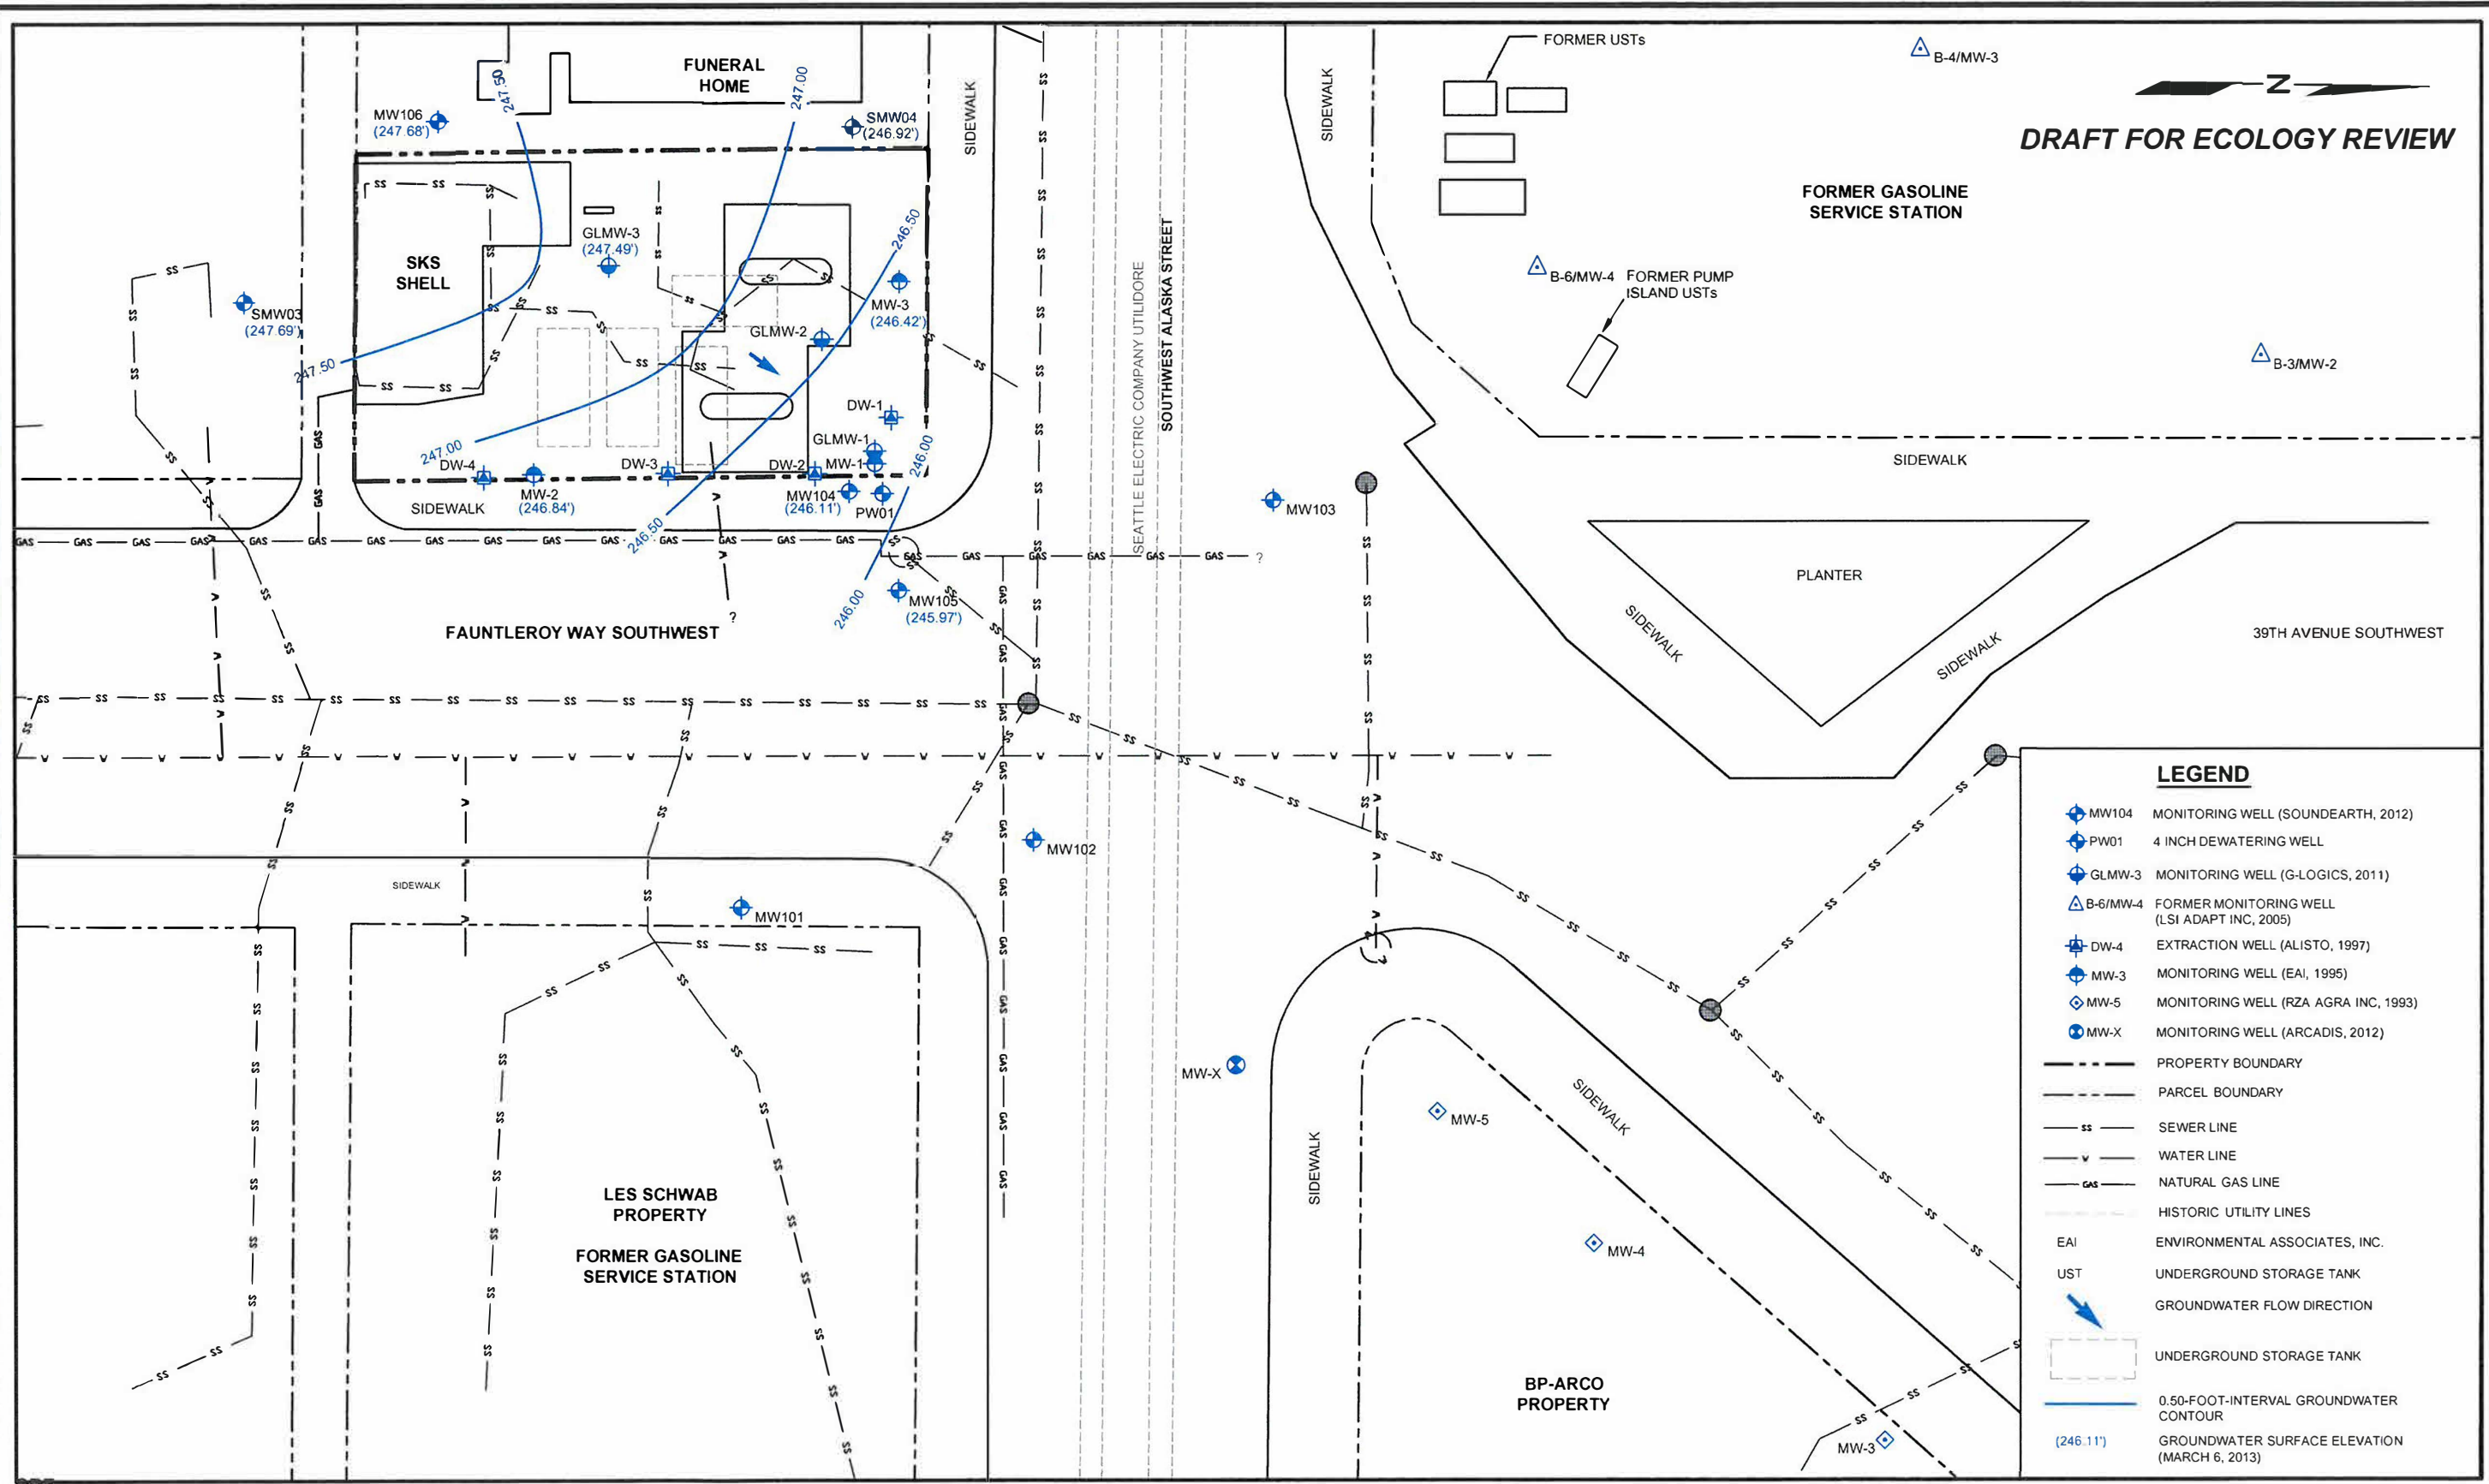 FORMER USTs
B-4/MW-3
Z
DRAFT FOR ECOLOGY REVIEW
FUNERAL
HOME
247.50
247.00
MW106
(247.68')
SMW04
(246.92')
SIDEWALK
SIDEWALK
SS
FORMER GASOLINE
SERVICE STATION
SKS
SHELL
GLMW-3
(247.49')
246.50
SMW03
(247.69')
MW-3
(246.42')
GLMW-2
B-6/MW-4
FORMER PUMP
ISLAND USTs
B-3/MW-2
SEATTLE ELECTRIC COMPANY UTILIDORE
SOUTHWEST ALASKA STREET
247.50
247.00
DW-1
GLMW-1
MW-1
246.00
DW-4
MW-2
(246.84')
DW-3
DW-2
MW104
(246.11')
PW01
SIDEWALK
246.50
MW103
SIDEWALK
GAS
GAS — ?
PLANTER
SIDEWALK
SIDEWALK
39TH AVENUE SOUTHWEST
MW105
(245.97')
246.00
?
FAUNTLEROY WAY SOUTHWEST
V
MW102
SIDEWALK
MW101
?
MW-X
MW-5
SIDEWALK
SIDEWALK
LES SCHWAB
PROPERTY
FORMER GASOLINE
SERVICE STATION
MW-4
BP-ARCO
PROPERTY
MW-3
LEGEND
MW104 MONITORING WELL (SOUNDEARTH, 2012)
PW01 4 INCH DEWATERING WELL
GLMW-3 MONITORING WELL (G-LOGICS, 2011)
B-6/MW-4 FORMER MONITORING WELL
(LSI ADAPT INC, 2005)
DW-4 EXTRACTION WELL (ALISTO, 1997)
MW-3 MONITORING WELL (EAI, 1995)
MW-5 MONITORING WELL (RZA AGRA INC, 1993)
MW-X MONITORING WELL (ARCADIS, 2012)
PROPERTY BOUNDARY
PARCEL BOUNDARY
SS SEWER LINE
V WATER LINE
GAS NATURAL GAS LINE
HISTORIC UTILITY LINES
EAI ENVIRONMENTAL ASSOCIATES, INC.
UST UNDERGROUND STORAGE TANK
GROUNDWATER FLOW DIRECTION
UNDERGROUND STORAGE TANK
0.50-FOOT-INTERVAL GROUNDWATER
CONTOUR
(246.11') GROUNDWATER SURFACE ELEVATION
(MARCH 6, 2013)